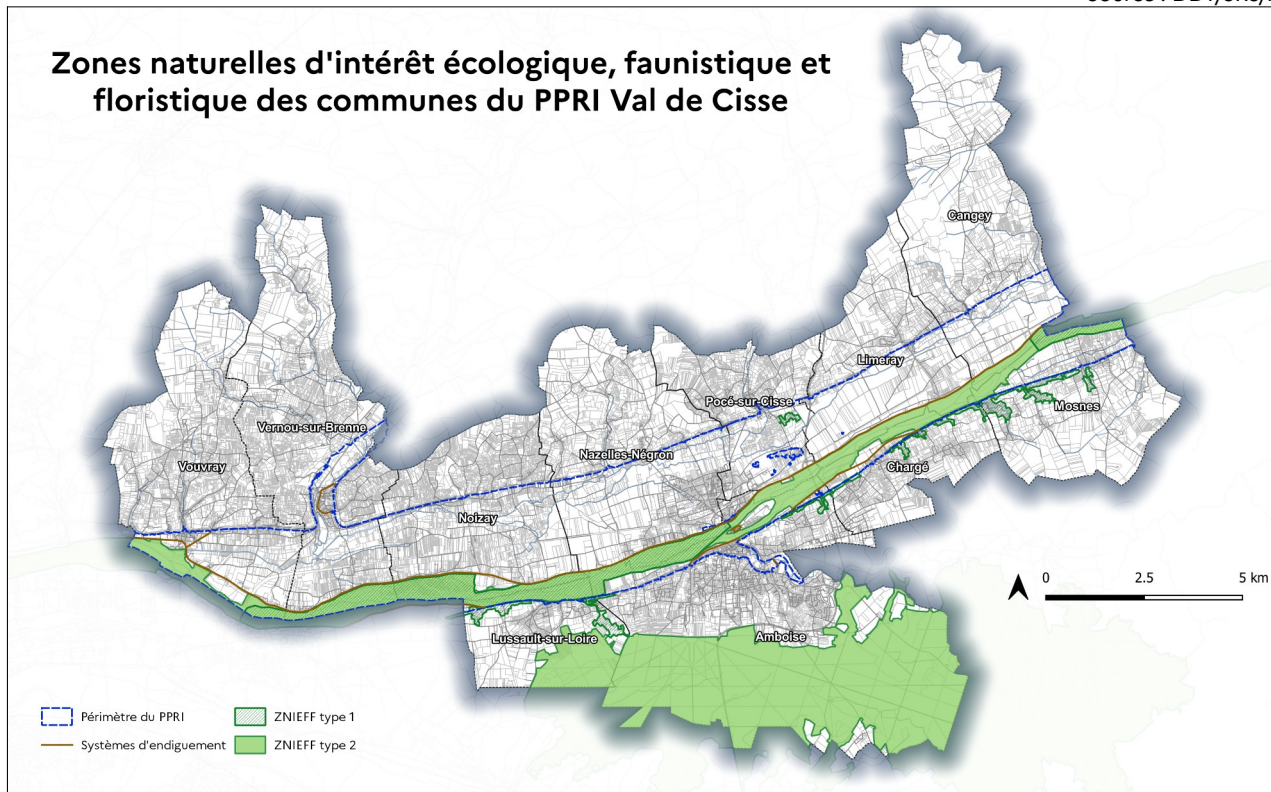 Zones naturelles d'intérêt écologique, faunistique et
floristique des communes du PPRI Val de Cisse
Cangey
Limeray
Pocé-sur-Cisse
Mosnes
Vernou-sur-Brenne
Nazelles-Négron
Vouvray
Chargé
Noizay
0 2.5 5 km
Lussault-sur-Loire
Amboise
Périmètre du PPRI
ZNIEFF type 1
Systèmes d'endiguement
ZNIEFF type 2